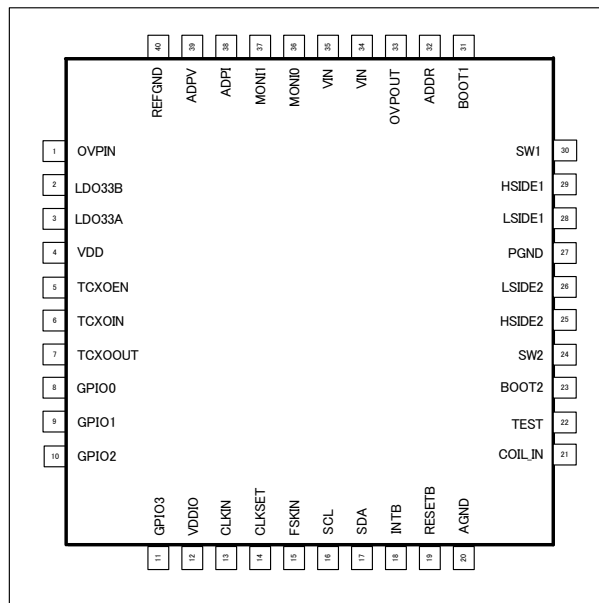 40 39 38 37 36 35 34 33 32 31
REFGND ADPV ADPI MONI1 MONI0 VIN VIN OVPOUT ADDR BOOT1
1 OVPIN SW1 30
2 LDO33B HSIDE1 29
3 LDO33A LSIDE1 28
4 VDD PGND 27
5 TCXOEN LSIDE2 26
6 TCXOIN HSIDE2 25
7 TCXOOUT SW2 24
8 GPIO0 BOOT2 23
9 GPIO1 TEST 22
10 GPIO2 COIL_IN 21
GPIO3 VDDIO CLKIN CLKSET FSKIN SCL SDA INTB RESETB AGND
11 12 13 14 15 16 17 18 19 20